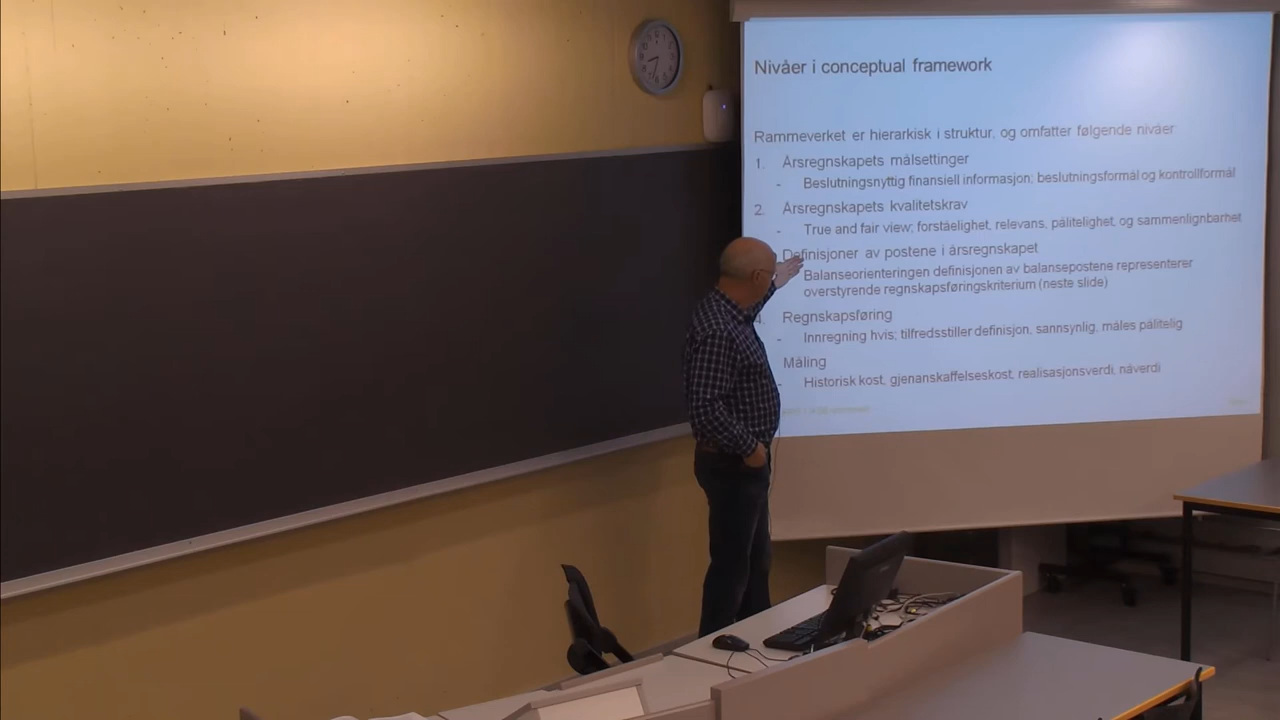 Nivåer i conceptual framework
Rammeverket er hierarkisk i struktur, og omfatter følgende nivåer:
1. Årsregnskapets målsettinger
- Beslutningsnyttig finansiell informasjon; beslutningsformål og kontrollformål
2. Årsregnskapets kvalitetskrav
- True and fair view; forståelighet, relevans, pålitelighet, og sammenlignbarhet
Definisjoner av postene i årsregnskapet
Balanseorienteringen definisjonen av balansepostene representerer
overstyrende regnskapsføringskriterium (neste slide)
4. Regnskapsføring
- Innregning hvis; tilfredsstiller definisjon, sannsynlig, måles pålitelig
Måling
- Historisk kost, gjenanskaffelseskost, realisasjonsverdi, nåverdi